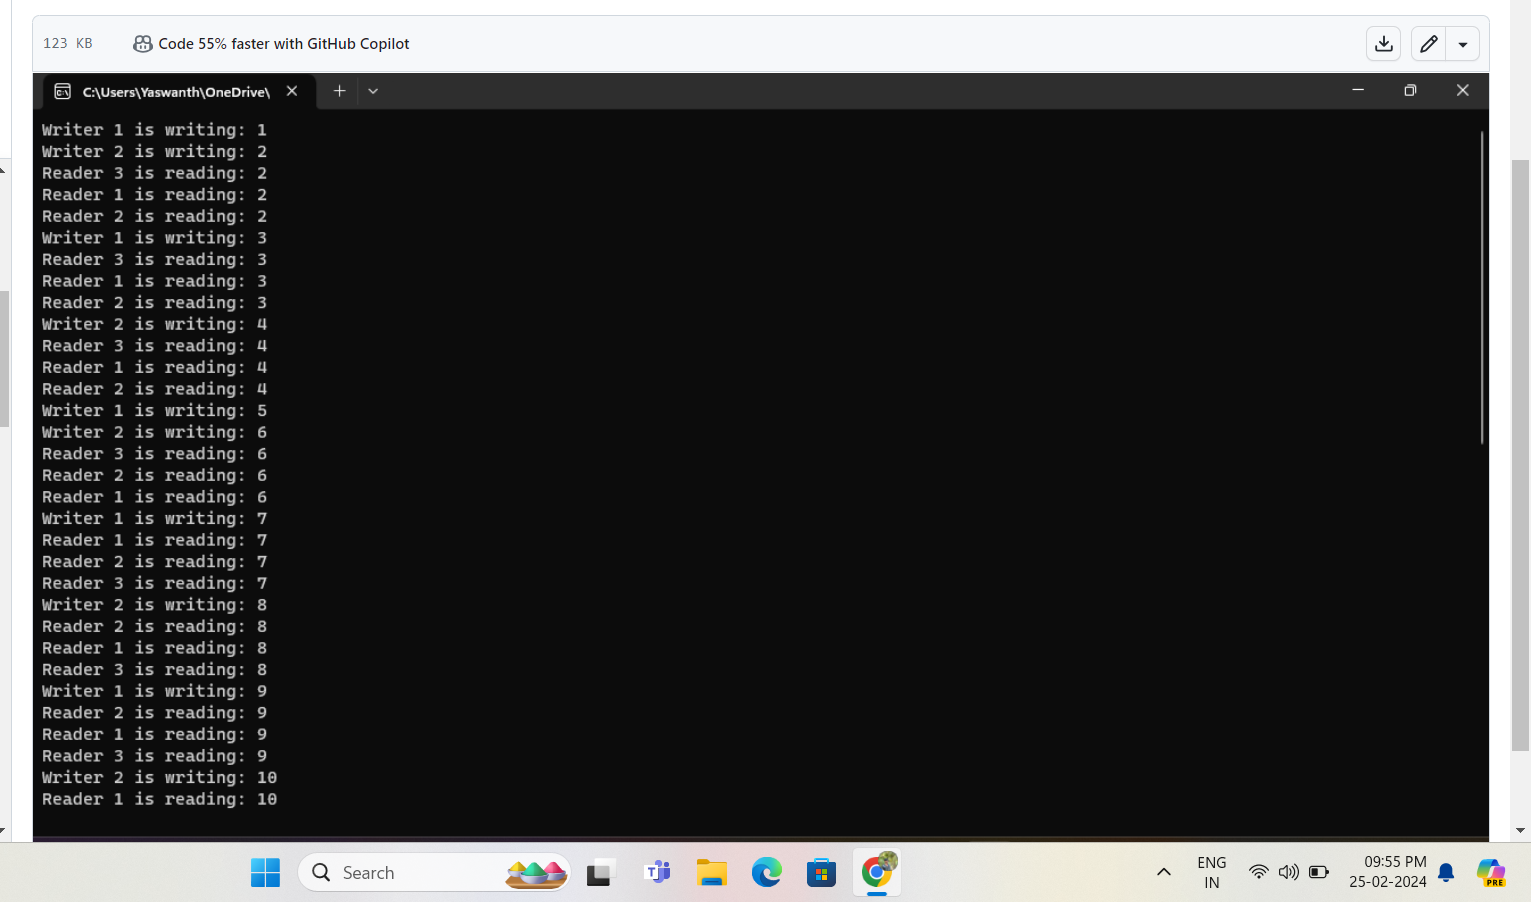 123 KB
Code 55% faster with GitHub Copilot
C:\Users\Yaswanth\OneDrive\
Writer 1 is writing: 1
Writer 2 is writing: 2
Reader 3 is reading: 2
Reader 1 is reading: 2
Reader 2 is reading: 2
Writer 1 is writing: 3
Reader 3 is reading: 3
Reader 1 is reading: 3
Reader 2 is reading: 3
Writer 2 is writing: 4
Reader 3 is reading: 4
Reader 1 is reading: 4
Reader 2 is reading: 4
Writer 1 is writing: 5
Writer 2 is writing: 6
Reader 3 is reading: 6
Reader 2 is reading: 6
Reader 1 is reading: 6
Writer 1 is writing: 7
Reader 1 is reading: 7
Reader 2 is reading: 7
Reader 3 is reading: 7
Writer 2 is writing: 8
Reader 2 is reading: 8
Reader 1 is reading: 8
Reader 3 is reading: 8
Writer 1 is writing: 9
Reader 2 is reading: 9
Reader 1 is reading: 9
Reader 3 is reading: 9
Writer 2 is writing: 10
Reader 1 is reading: 10
Search
ENG
IN
09:55 PM
25-02-2024
PRE